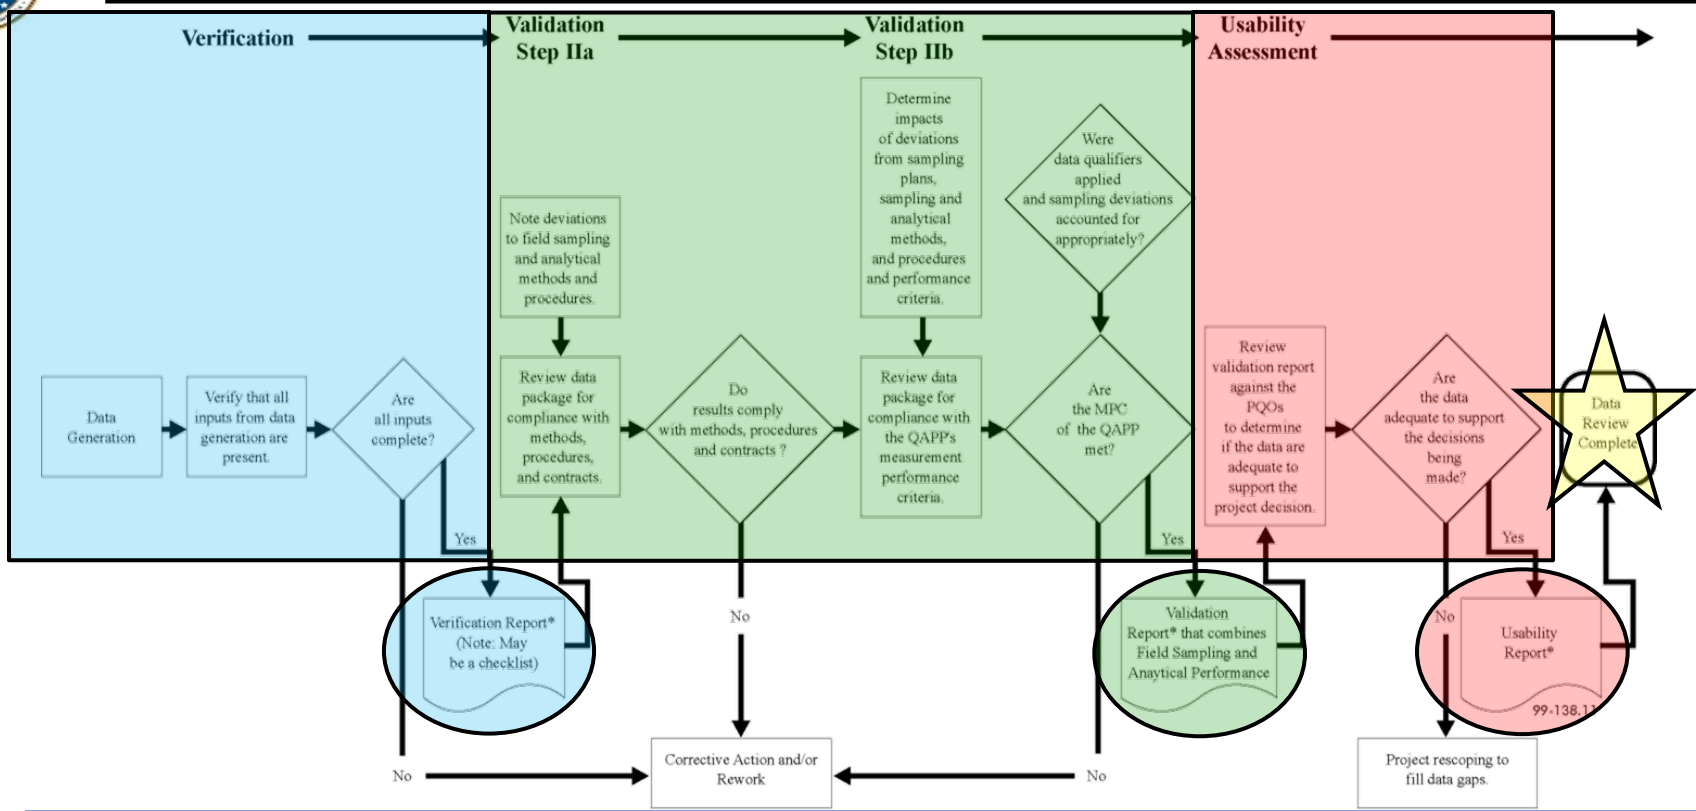 Verification
Validation
Step IIa
Validation
Step IIb
Usability
Assessment
Data
Generation
Verify that all
inputs from data
generation are
present.
Are
all inputs
complete?
Yes
Verification Report*
(Note: May
be a checklist)
No
Note deviations
to field sampling
and analytical
methods and
procedures.
Review data
package for
compliance with
methods,
procedures,
and contracts.
Do
results comply
with methods, procedures
and contracts ?
No
Corrective Action and/or
Rework
Determine
impacts
of deviations
from sampling
plans,
sampling and
analytical
methods,
and procedures
and performance
criteria.
Review data
package for
compliance with
the QAPP's
measurement
performance
criteria.
Were
data qualifiers
applied
and sampling deviations
accounted for
appropriately?
Are
the MPC
of the QAPP
met?
Yes
Validation
Report* that combines
Field Sampling and
Anaytical Performance
No
Review
validation report
against the
PQOs
to determine
if the data are
adequate to
support the
project decision.
Are
the data
adequate to support
the decisions
being
made?
Yes
Usability
Report*
99-138.11
No
Project rescoping to
fill data gaps.
Data
Review
Complete